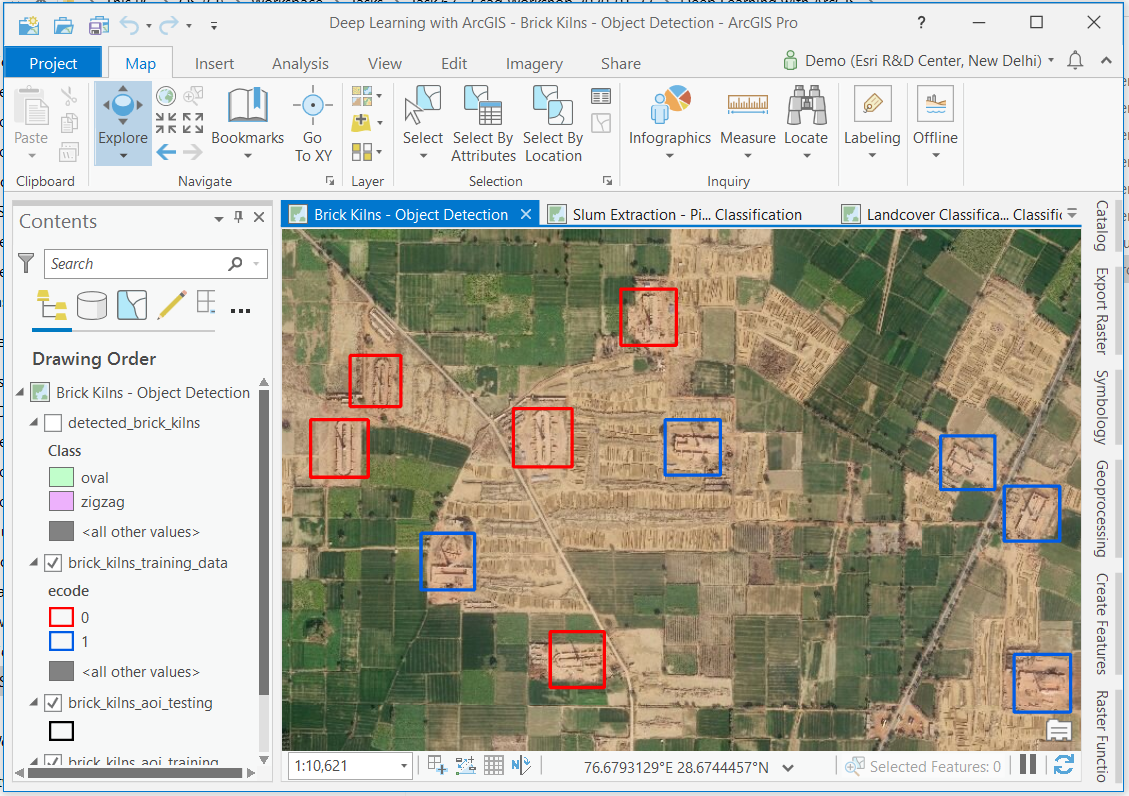 Deep Learning with ArcGIS - Brick Kilns - Object Detection - ArcGIS Pro
?
Project
Map
Insert
Analysis
View
Edit
Imagery
Share
Demo (Esri R&D Center, New Delhi)
Paste
Explore
Bookmarks
Go
To XY
Select
Select By
Attributes
Select By
Location
Infographics
Measure
Locate
Labeling
Offline
Clipboard
Navigate
Layer
Selection
Inquiry
Contents
Search
Drawing Order
Brick Kilns - Object Detection
detected_brick_kilns
Class
oval
zigzag
<all other values>
brick_kilns_training_data
ecode
0
1
<all other values>
brick_kilns_aoi_testing
brick_kilns_aoi_training
Brick Kilns - Object Detection
Slum Extraction - Pi... Classification
Landcover Classifica... Classific
Catalog
Export Raster
Symbology
Geoprocessing
Create Features
Raster Functio
1:10,621
76.6793129°E 28.6744457°N
Selected Features: 0